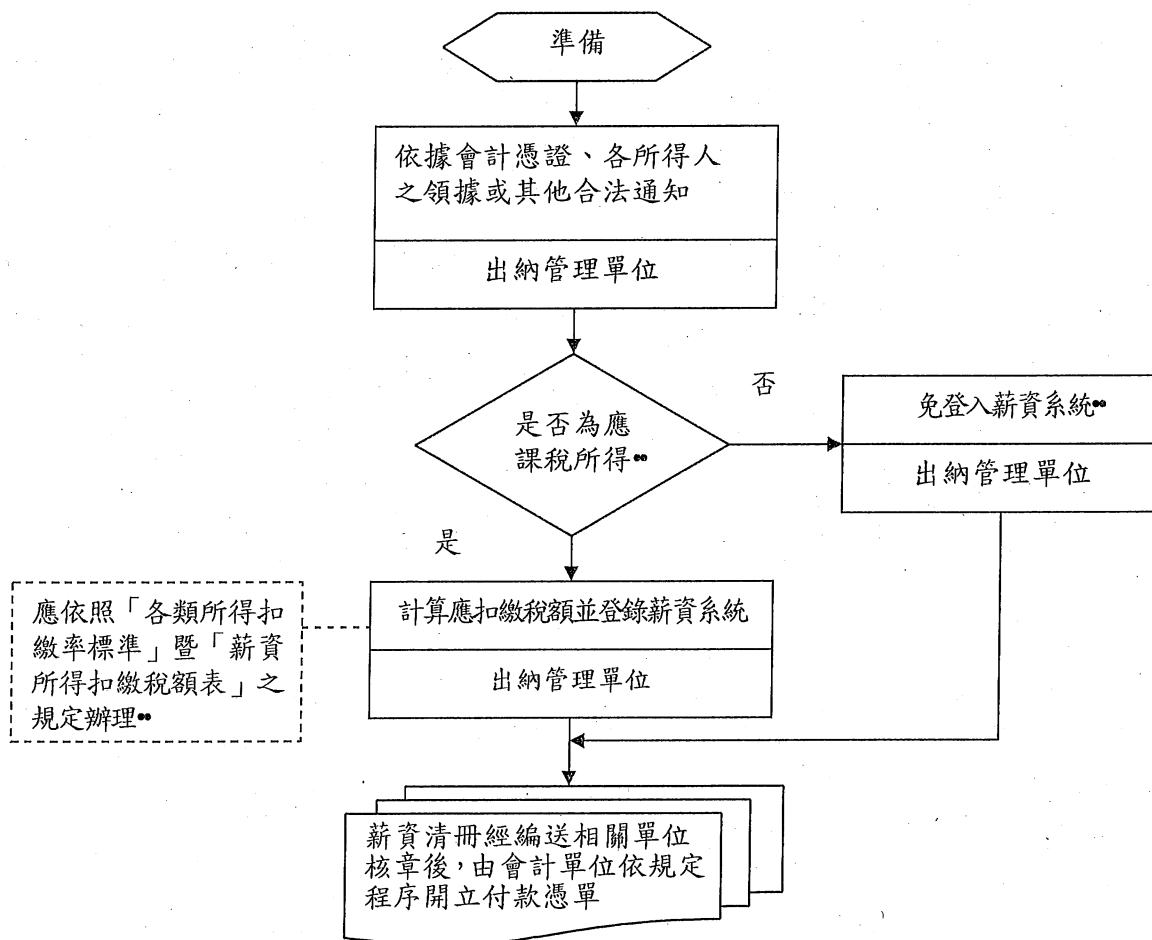 準備
依據會計憑證、各所得人
之領據或其他合法通知
出納管理單位
是否為應
課稅所得●●
否
免登入薪資系統●●
出納管理單位
是
應依照「各類所得扣
繳率標準」暨「薪資
所得扣繳稅額表」之
規定辦理●●
計算應扣繳稅額並登錄薪資系統
出納管理單位
薪資清冊經編送相關單位
核章後,由會計單位依規定
程序開立付款憑單